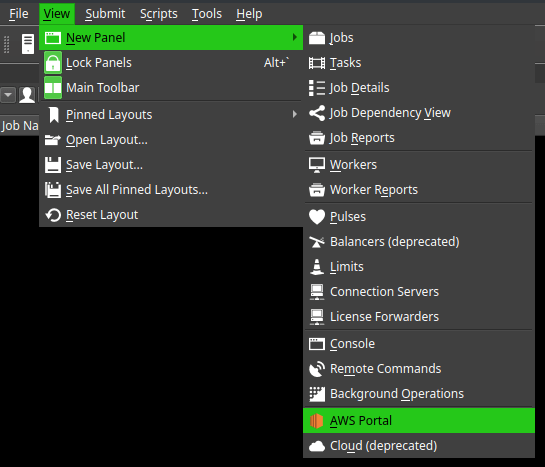 File View Submit Scripts Tools Help
New Panel
Lock Panels Alt+`
Main Toolbar
Pinned Layouts
Open Layout...
Save Layout...
Save All Pinned Layouts...
Reset Layout
Job Na
Jobs
Tasks
Job Details
Job Dependency View
Job Reports
Workers
Worker Reports
Pulses
Balancers (deprecated)
Limits
Connection Servers
License Forwarders
Console
Remote Commands
Background Operations
AWS Portal
Cloud (deprecated)